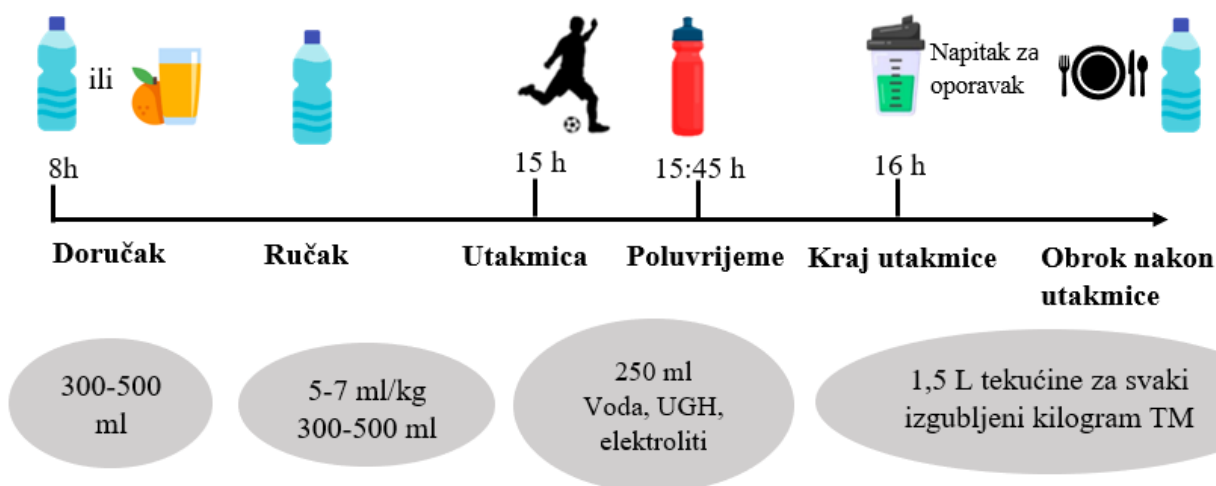 ili
Napitak za
oporavak
8h
15 h
15:45 h
16 h
Doručak
Ručak
Utakmica
Poluvrijeme
Kraj utakmice
Obrok nakon
utakmice
300-500
ml
5-7 ml/kg
300-500 ml
250 ml
Voda, UGH,
elektroliti
1,5 L tekućine za svaki
izgubljeni kilogram TM